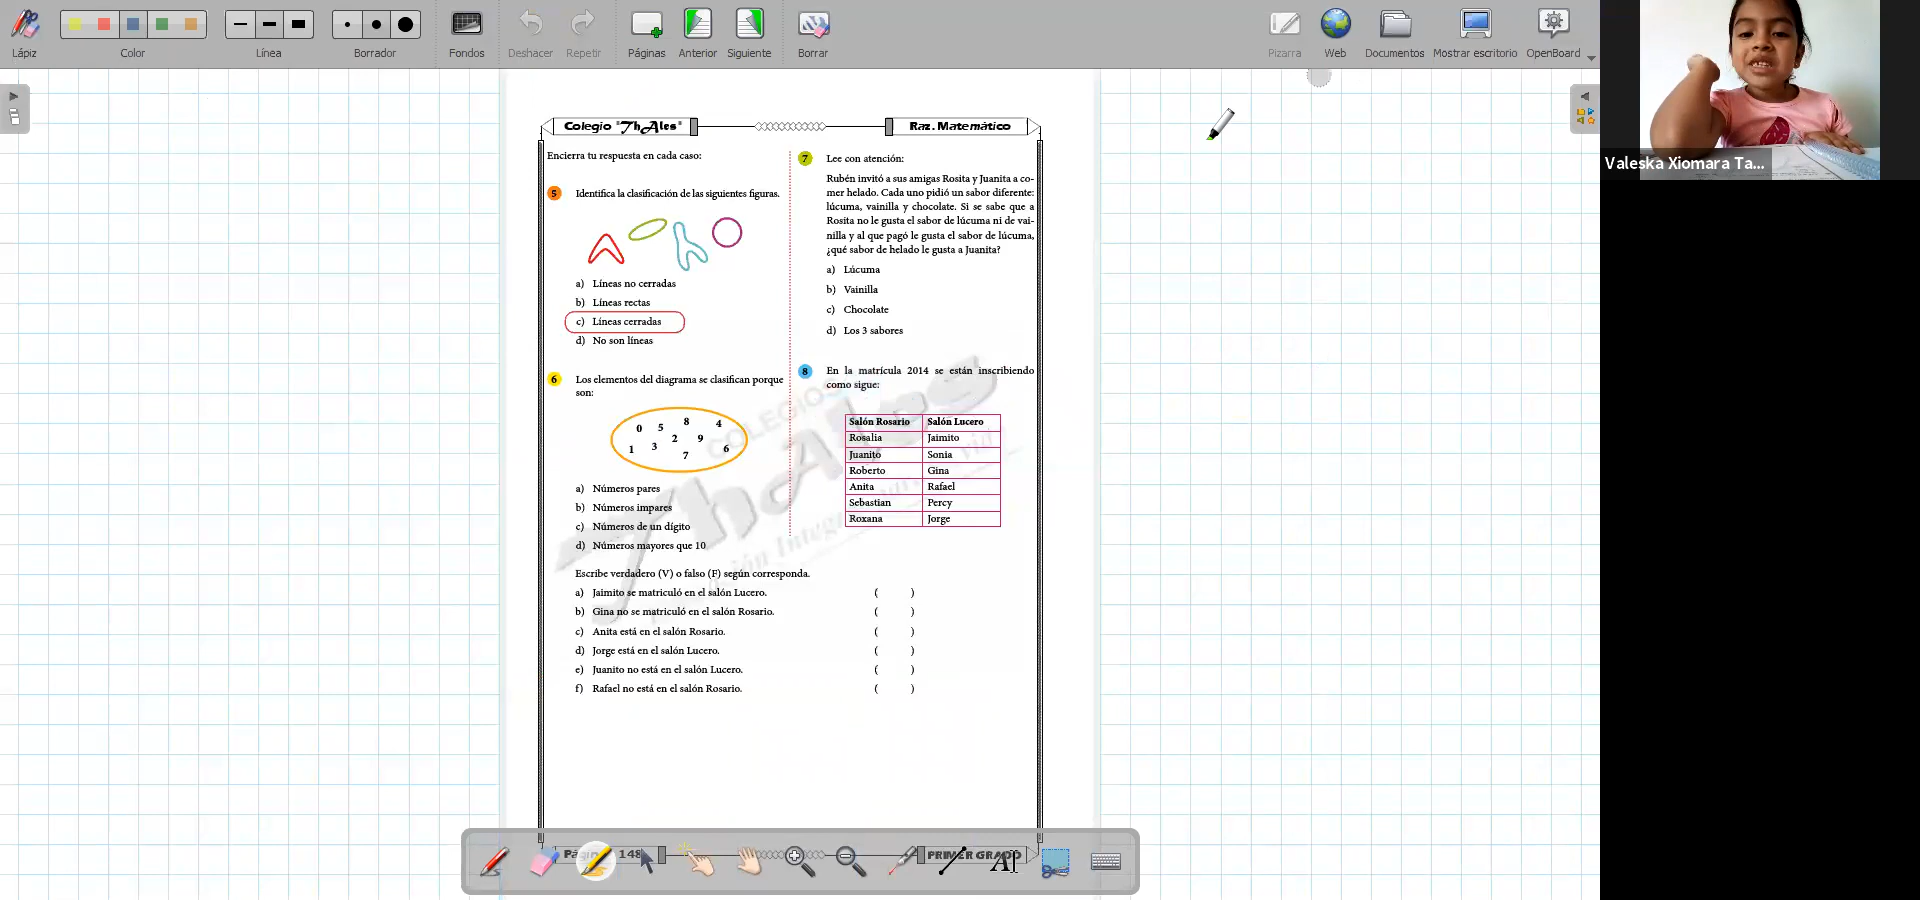 Lápiz
Color
Línea
Borrador
Fondos
Deshacer
Repetir
Páginas
Anterior
Siguiente
Borrar
Pizarra
Web
Documentos
Mostrar escritorio
OpenBoard
Valeska Xiomara Ta...
Colegio "ThAles"
Raz. Matemático
Encierra tu respuesta en cada caso:
5 Identifica la clasificación de las siguientes figuras.
a) Líneas no cerradas
b) Líneas rectas
c) Líneas cerradas
d) No son líneas
6 Los elementos del diagrama se clasifican porque
son:
0 5 8 4
2 9
1 3 7 6
a) Números pares
b) Números impares
c) Números de un dígito
d) Números mayores que 10
7 Lee con atención:
Rubén invitó a sus amigas Rosita y Juanita a co-
mer helado. Cada uno pidió un sabor diferente:
lúcuma, vainilla y chocolate. Si se sabe que a
Rosita no le gusta el sabor de lúcuma ni de vai-
nilla y al que pagó le gusta el sabor de lúcuma,
¿qué sabor de helado le gusta a Juanita?
a) Lúcuma
b) Vainilla
c) Chocolate
d) Los 3 sabores
8 En la matrícula 2014 se están inscribiendo
como sigue:
Salón Rosario Salón Lucero
Rosalia Jaimito
Juanito Sonia
Roberto Gina
Anita Rafael
Sebastian Percy
Roxana Jorge
Escribe verdadero (V) o falso (F) según corresponda.
a) Jaimito se matriculó en el salón Lucero. ( )
b) Gina no se matriculó en el salón Rosario. ( )
c) Anita está en el salón Rosario. ( )
d) Jorge está en el salón Lucero. ( )
e) Juanito no está en el salón Lucero. ( )
f) Rafael no está en el salón Rosario. ( )
COLEGIO
ThAles
148
PRIMER GRADO